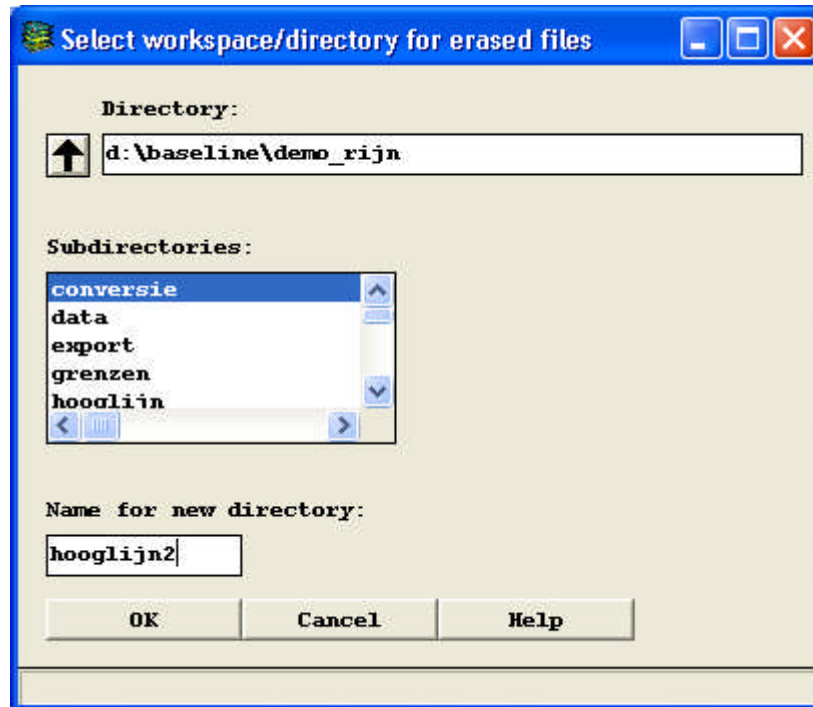 Select workspace/directory for erased files
Directory:
d:\baseline\demo_rijn
Subdirectories:
conversie
data
export
grenzen
hooglijn
Name for new directory:
hooglijn2
OK Cancel Help